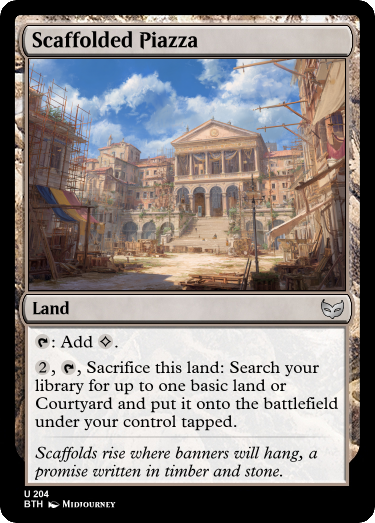 Scaffolded Piazza
Land
: Add .
2, , Sacrifice this land: Search your
library for up to one basic land or
Courtyard and put it onto the battlefield
under your control tapped.
Scaffolds rise where banners will hang, a
promise written in timber and stone.
U 204
BTH Midjourney